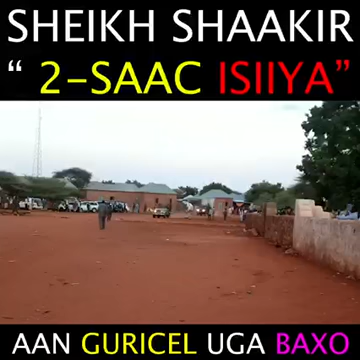 SHEIKH SHAAKIR
“ 2-SAAC ISIIYA”
AAN GURICEL UGA BAXO